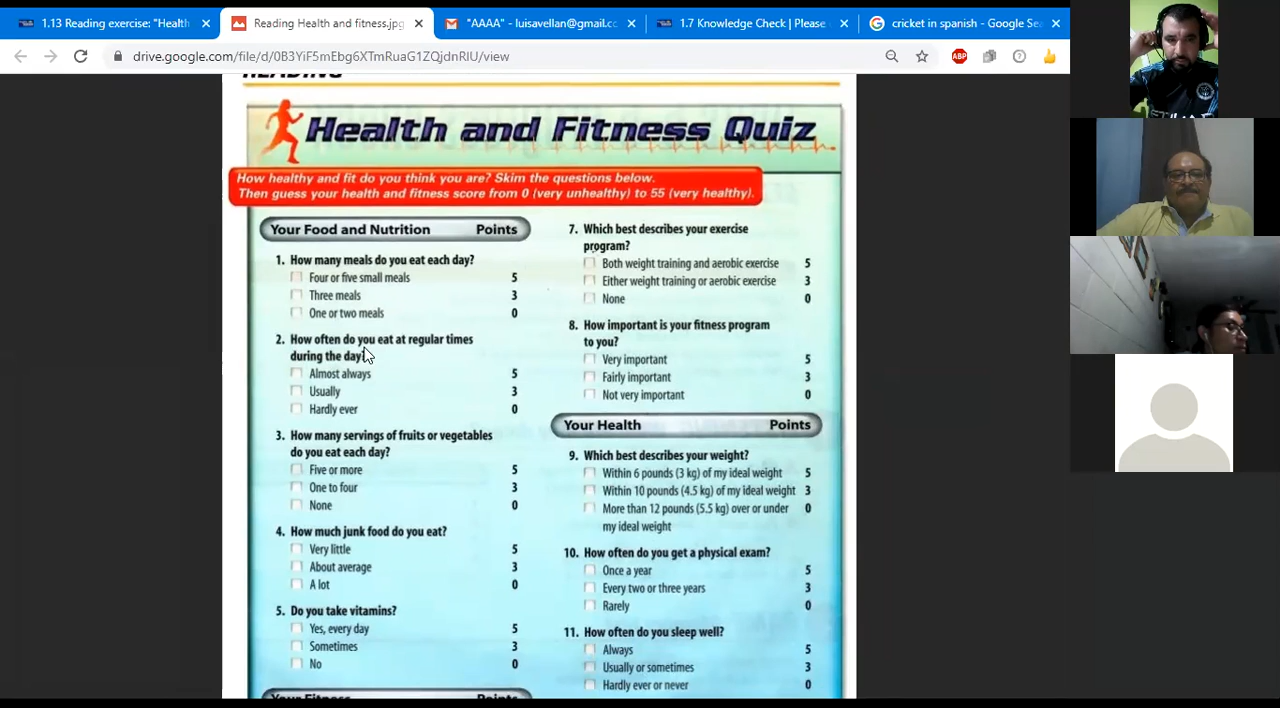 1.13 Reading exercise: "Health
Reading Health and fitness.jpg
"AAAA" - luisavellan@gmail.cc
1.7 Knowledge Check | Please
cricket in spanish - Google Se
drive.google.com/file/d/0B3YiF5mEbg6XTmRuaG1ZQjdnRlU/view
ABP
READING
Health and Fitness Quiz
How healthy and fit do you think you are? Skim the questions below.
Then guess your health and fitness score from 0 (very unhealthy) to 55 (very healthy).
Your Food and Nutrition Points
1. How many meals do you eat each day?
Four or five small meals 5
Three meals 3
One or two meals 0
2. How often do you eat at regular times
during the day?
Almost always 5
Usually 3
Hardly ever 0
3. How many servings of fruits or vegetables
do you eat each day?
Five or more 5
One to four 3
None 0
4. How much junk food do you eat?
Very little 5
About average 3
A lot 0
5. Do you take vitamins?
Yes, every day 5
Sometimes 3
No 0
Your Fitness Points
7. Which best describes your exercise
program?
Both weight training and aerobic exercise 5
Either weight training or aerobic exercise 3
None 0
8. How important is your fitness program
to you?
Very important 5
Fairly important 3
Not very important 0
Your Health Points
9. Which best describes your weight?
Within 6 pounds (3 kg) of my ideal weight 5
Within 10 pounds (4.5 kg) of my ideal weight 3
More than 12 pounds (5.5 kg) over or under 0
my ideal weight
10. How often do you get a physical exam?
Once a year 5
Every two or three years 3
Rarely 0
11. How often do you sleep well?
Always 5
Usually or sometimes 3
Hardly ever or never 0